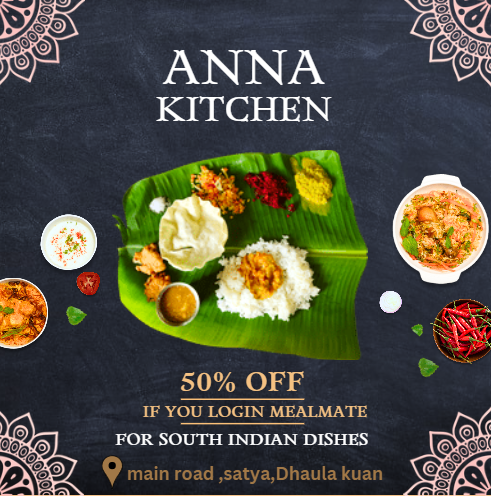 ANNA
KITCHEN
50% OFF
IF YOU LOGIN MEALMATE
FOR SOUTH INDIAN DISHES
main road ,satya,Dhaula kuan